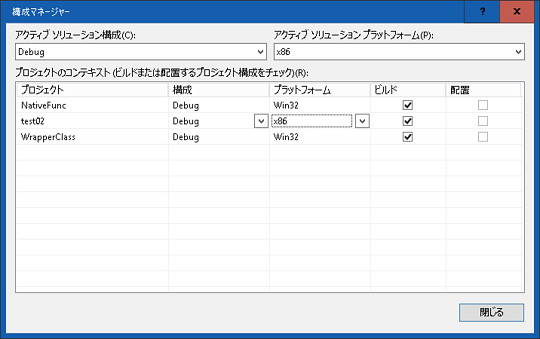 構成マネージャー
? X
アクティブ ソリューション構成(C):
アクティブ ソリューション プラットフォーム(P):
Debug
x86
プロジェクトのコンテキスト (ビルドまたは配置するプロジェクト構成をチェック)(R):
プロジェクト 構成 プラットフォーム ビルド 配置
NativeFunc Debug Win32
test02 Debug x86
WrapperClass Debug Win32
閉じる